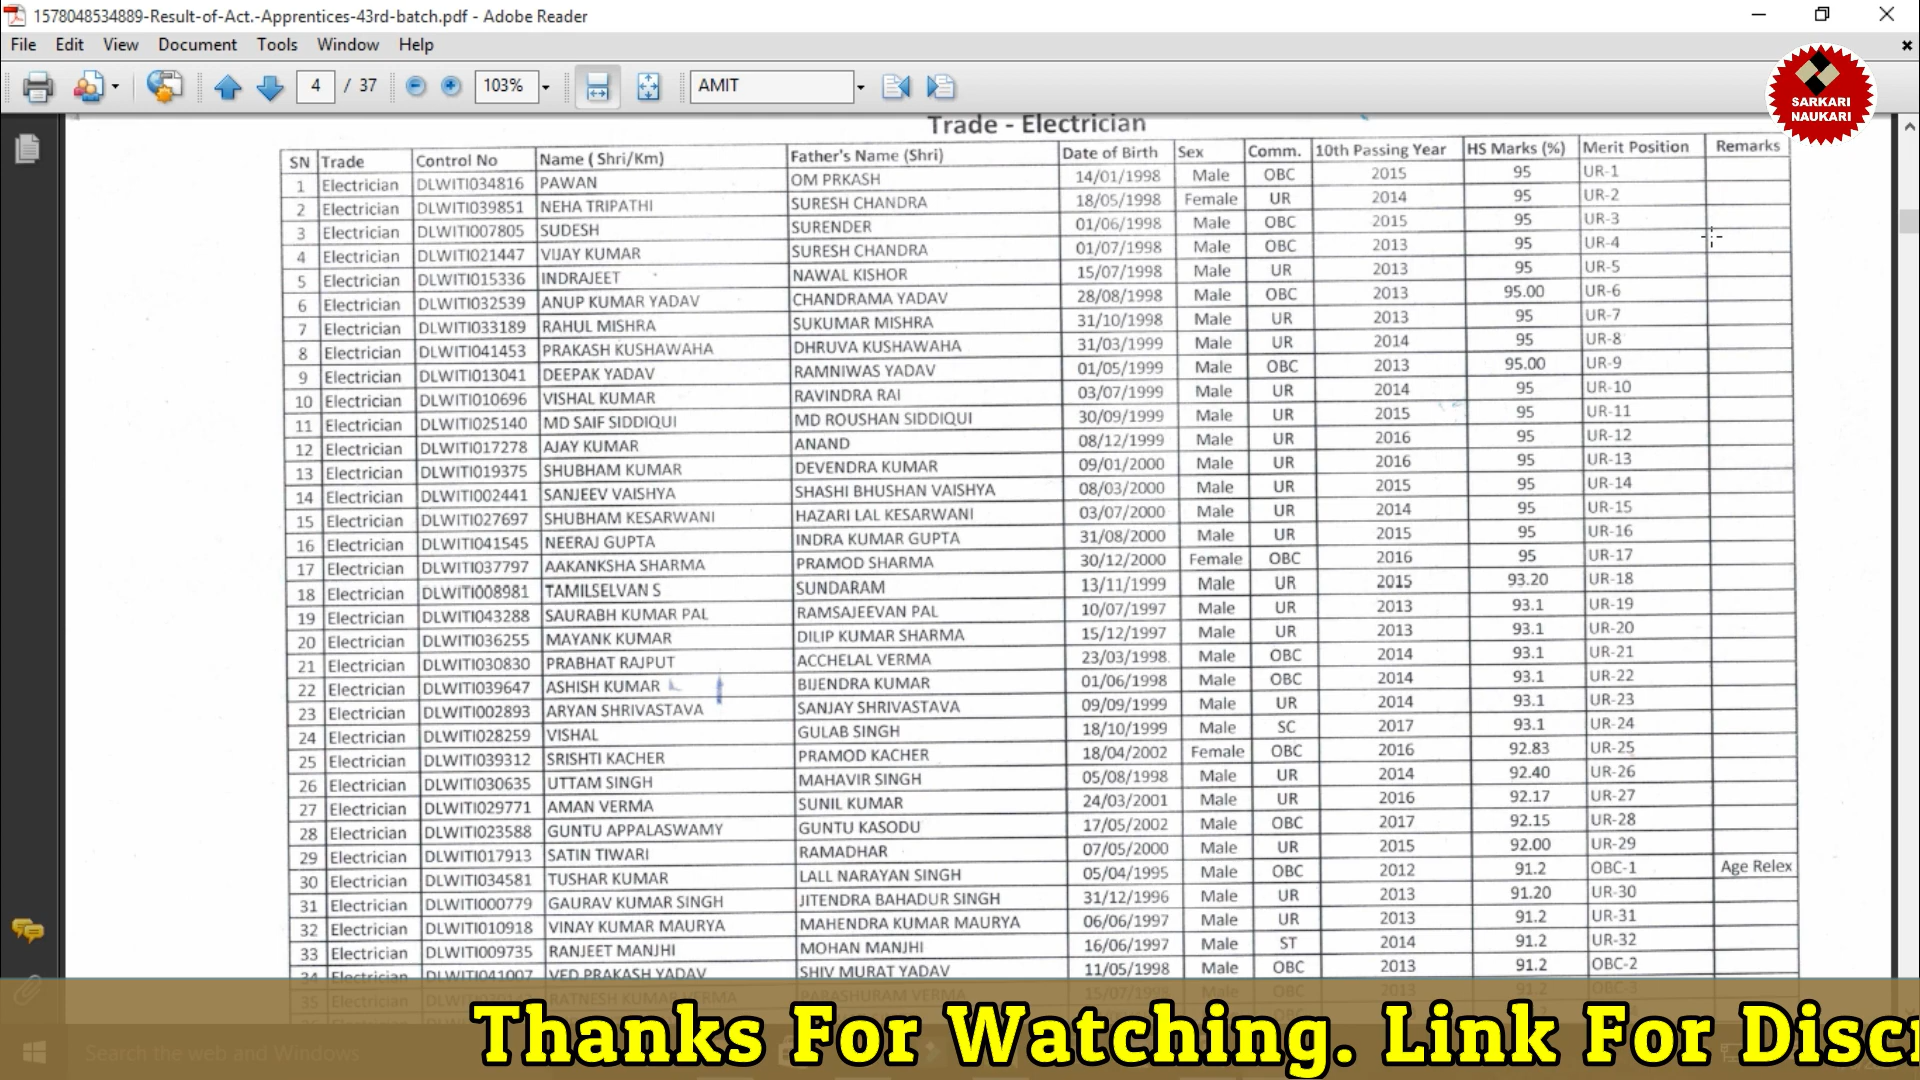 1578048534889-Result-of-Act.-Apprentices-43rd-batch.pdf - Adobe Reader
File Edit View Document Tools Window Help
4 / 37 103% AMIT
SARKARI
NAUKARI
Trade - Electrician
SN Trade Control No Name ( Shri/Km) Father's Name (Shri) Date of Birth Sex Comm. 10th Passing Year HS Marks (%) Merit Position Remarks
1 Electrician DLWITI034816 PAWAN OM PRKASH 14/01/1998 Male OBC 2015 95 UR-1
2 Electrician DLWITI039851 NEHA TRIPATHI SURESH CHANDRA 18/05/1998 Female UR 2014 95 UR-2
3 Electrician DLWITI007805 SUDESH SURENDER 01/06/1998 Male OBC 2015 95 UR-3
4 Electrician DLWITI021447 VIJAY KUMAR SURESH CHANDRA 01/07/1998 Male OBC 2013 95 UR-4
5 Electrician DLWITI015336 INDRAJEET NAWAL KISHOR 15/07/1998 Male UR 2013 95 UR-5
6 Electrician DLWITI032539 ANUP KUMAR YADAV CHANDRAMA YADAV 28/08/1998 Male OBC 2013 95.00 UR-6
7 Electrician DLWITI033189 RAHUL MISHRA SUKUMAR MISHRA 31/10/1998 Male UR 2013 95 UR-7
8 Electrician DLWITI041453 PRAKASH KUSHAWAHA DHRUVA KUSHAWAHA 31/03/1999 Male UR 2014 95 UR-8
9 Electrician DLWITI013041 DEEPAK YADAV RAMNIWAS YADAV 01/05/1999 Male OBC 2013 95.00 UR-9
10 Electrician DLWITI010696 VISHAL KUMAR RAVINDRA RAI 03/07/1999 Male UR 2014 95 UR-10
11 Electrician DLWITI025140 MD SAIF SIDDIQUI MD ROUSHAN SIDDIQUI 30/09/1999 Male UR 2015 95 UR-11
12 Electrician DLWITI017278 AJAY KUMAR ANAND 08/12/1999 Male UR 2016 95 UR-12
13 Electrician DLWITI019375 SHUBHAM KUMAR DEVENDRA KUMAR 09/01/2000 Male UR 2016 95 UR-13
14 Electrician DLWITI002441 SANJEEV VAISHYA SHASHI BHUSHAN VAISHYA 08/03/2000 Male UR 2015 95 UR-14
15 Electrician DLWITI027697 SHUBHAM KESARWANI HAZARI LAL KESARWANI 03/07/2000 Male UR 2014 95 UR-15
16 Electrician DLWITI041545 NEERAJ GUPTA INDRA KUMAR GUPTA 31/08/2000 Male UR 2015 95 UR-16
17 Electrician DLWITI037797 AAKANKSHA SHARMA PRAMOD SHARMA 30/12/2000 Female OBC 2016 95 UR-17
18 Electrician DLWITI008981 TAMILSELVAN S SUNDARAM 13/11/1999 Male UR 2015 93.20 UR-18
19 Electrician DLWITI043288 SAURABH KUMAR PAL RAMSAJEEVAN PAL 10/07/1997 Male UR 2013 93.1 UR-19
20 Electrician DLWITI036255 MAYANK KUMAR DILIP KUMAR SHARMA 15/12/1997 Male UR 2013 93.1 UR-20
21 Electrician DLWITI030830 PRABHAT RAJPUT ACCHELAL VERMA 23/03/1998 Male OBC 2014 93.1 UR-21
22 Electrician DLWITI039647 ASHISH KUMAR BIJENDRA KUMAR 01/06/1998 Male OBC 2014 93.1 UR-22
23 Electrician DLWITI002893 ARYAN SHRIVASTAVA SANJAY SHRIVASTAVA 09/09/1999 Male UR 2014 93.1 UR-23
24 Electrician DLWITI028259 VISHAL GULAB SINGH 18/10/1999 Male SC 2017 93.1 UR-24
25 Electrician DLWITI039312 SRISHTI KACHER PRAMOD KACHER 18/04/2002 Female OBC 2016 92.83 UR-25
26 Electrician DLWITI030635 UTTAM SINGH MAHAVIR SINGH 05/08/1998 Male UR 2014 92.40 UR-26
27 Electrician DLWITI029771 AMAN VERMA SUNIL KUMAR 24/03/2001 Male UR 2016 92.17 UR-27
28 Electrician DLWITI023588 GUNTU APPALASWAMY GUNTU KASODU 17/05/2002 Male OBC 2017 92.15 UR-28
29 Electrician DLWITI017913 SATIN TIWARI RAMADHAR 07/05/2000 Male UR 2015 92.00 UR-29
30 Electrician DLWITI034581 TUSHAR KUMAR LALL NARAYAN SINGH 05/04/1995 Male OBC 2012 91.2 OBC-1 Age Relex
31 Electrician DLWITI000779 GAURAV KUMAR SINGH JITENDRA BAHADUR SINGH 31/12/1996 Male UR 2013 91.20 UR-30
32 Electrician DLWITI010918 VINAY KUMAR MAURYA MAHENDRA KUMAR MAURYA 06/06/1997 Male UR 2013 91.2 UR-31
33 Electrician DLWITI009735 RANJEET MANJHI MOHAN MANJHI 16/06/1997 Male ST 2014 91.2 UR-32
34 Electrician DLWITI041007 VED PRAKASH YADAV SHIV MURAT YADAV 11/05/1998 Male OBC 2013 91.2 OBC-2
35 Electrician RATNESH KUMAR VERMA PARASHURAM VERMA 15/07/1998 Male OBC 2013 91.2 OBC-3
Thanks For Watching. Link For Disc
Search the web and Windows